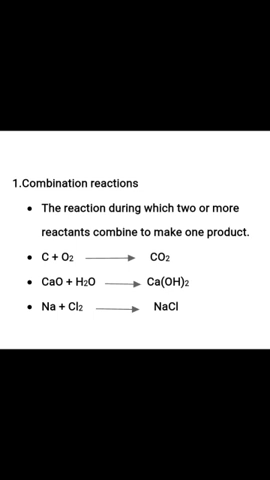 1.Combination reactions
• The reaction during which two or more
reactants combine to make one product.
• C + O₂ ⟶ CO₂
• CaO + H₂O ⟶ Ca(OH)₂
• Na + Cl₂ ⟶ NaCl